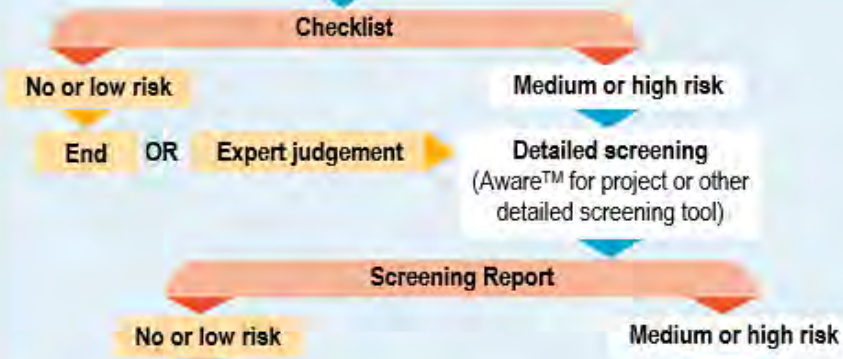 Checklist
No or low risk
Medium or high risk
End OR Expert judgement
Detailed screening
(Aware™ for project or other
detailed screening tool)
Screening Report
No or low risk
Medium or high risk